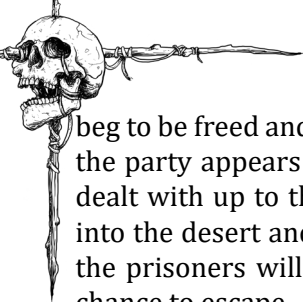 beg to be freed and
the party appears
dealt with up to th
into the desert and
the prisoners will
chance to escape